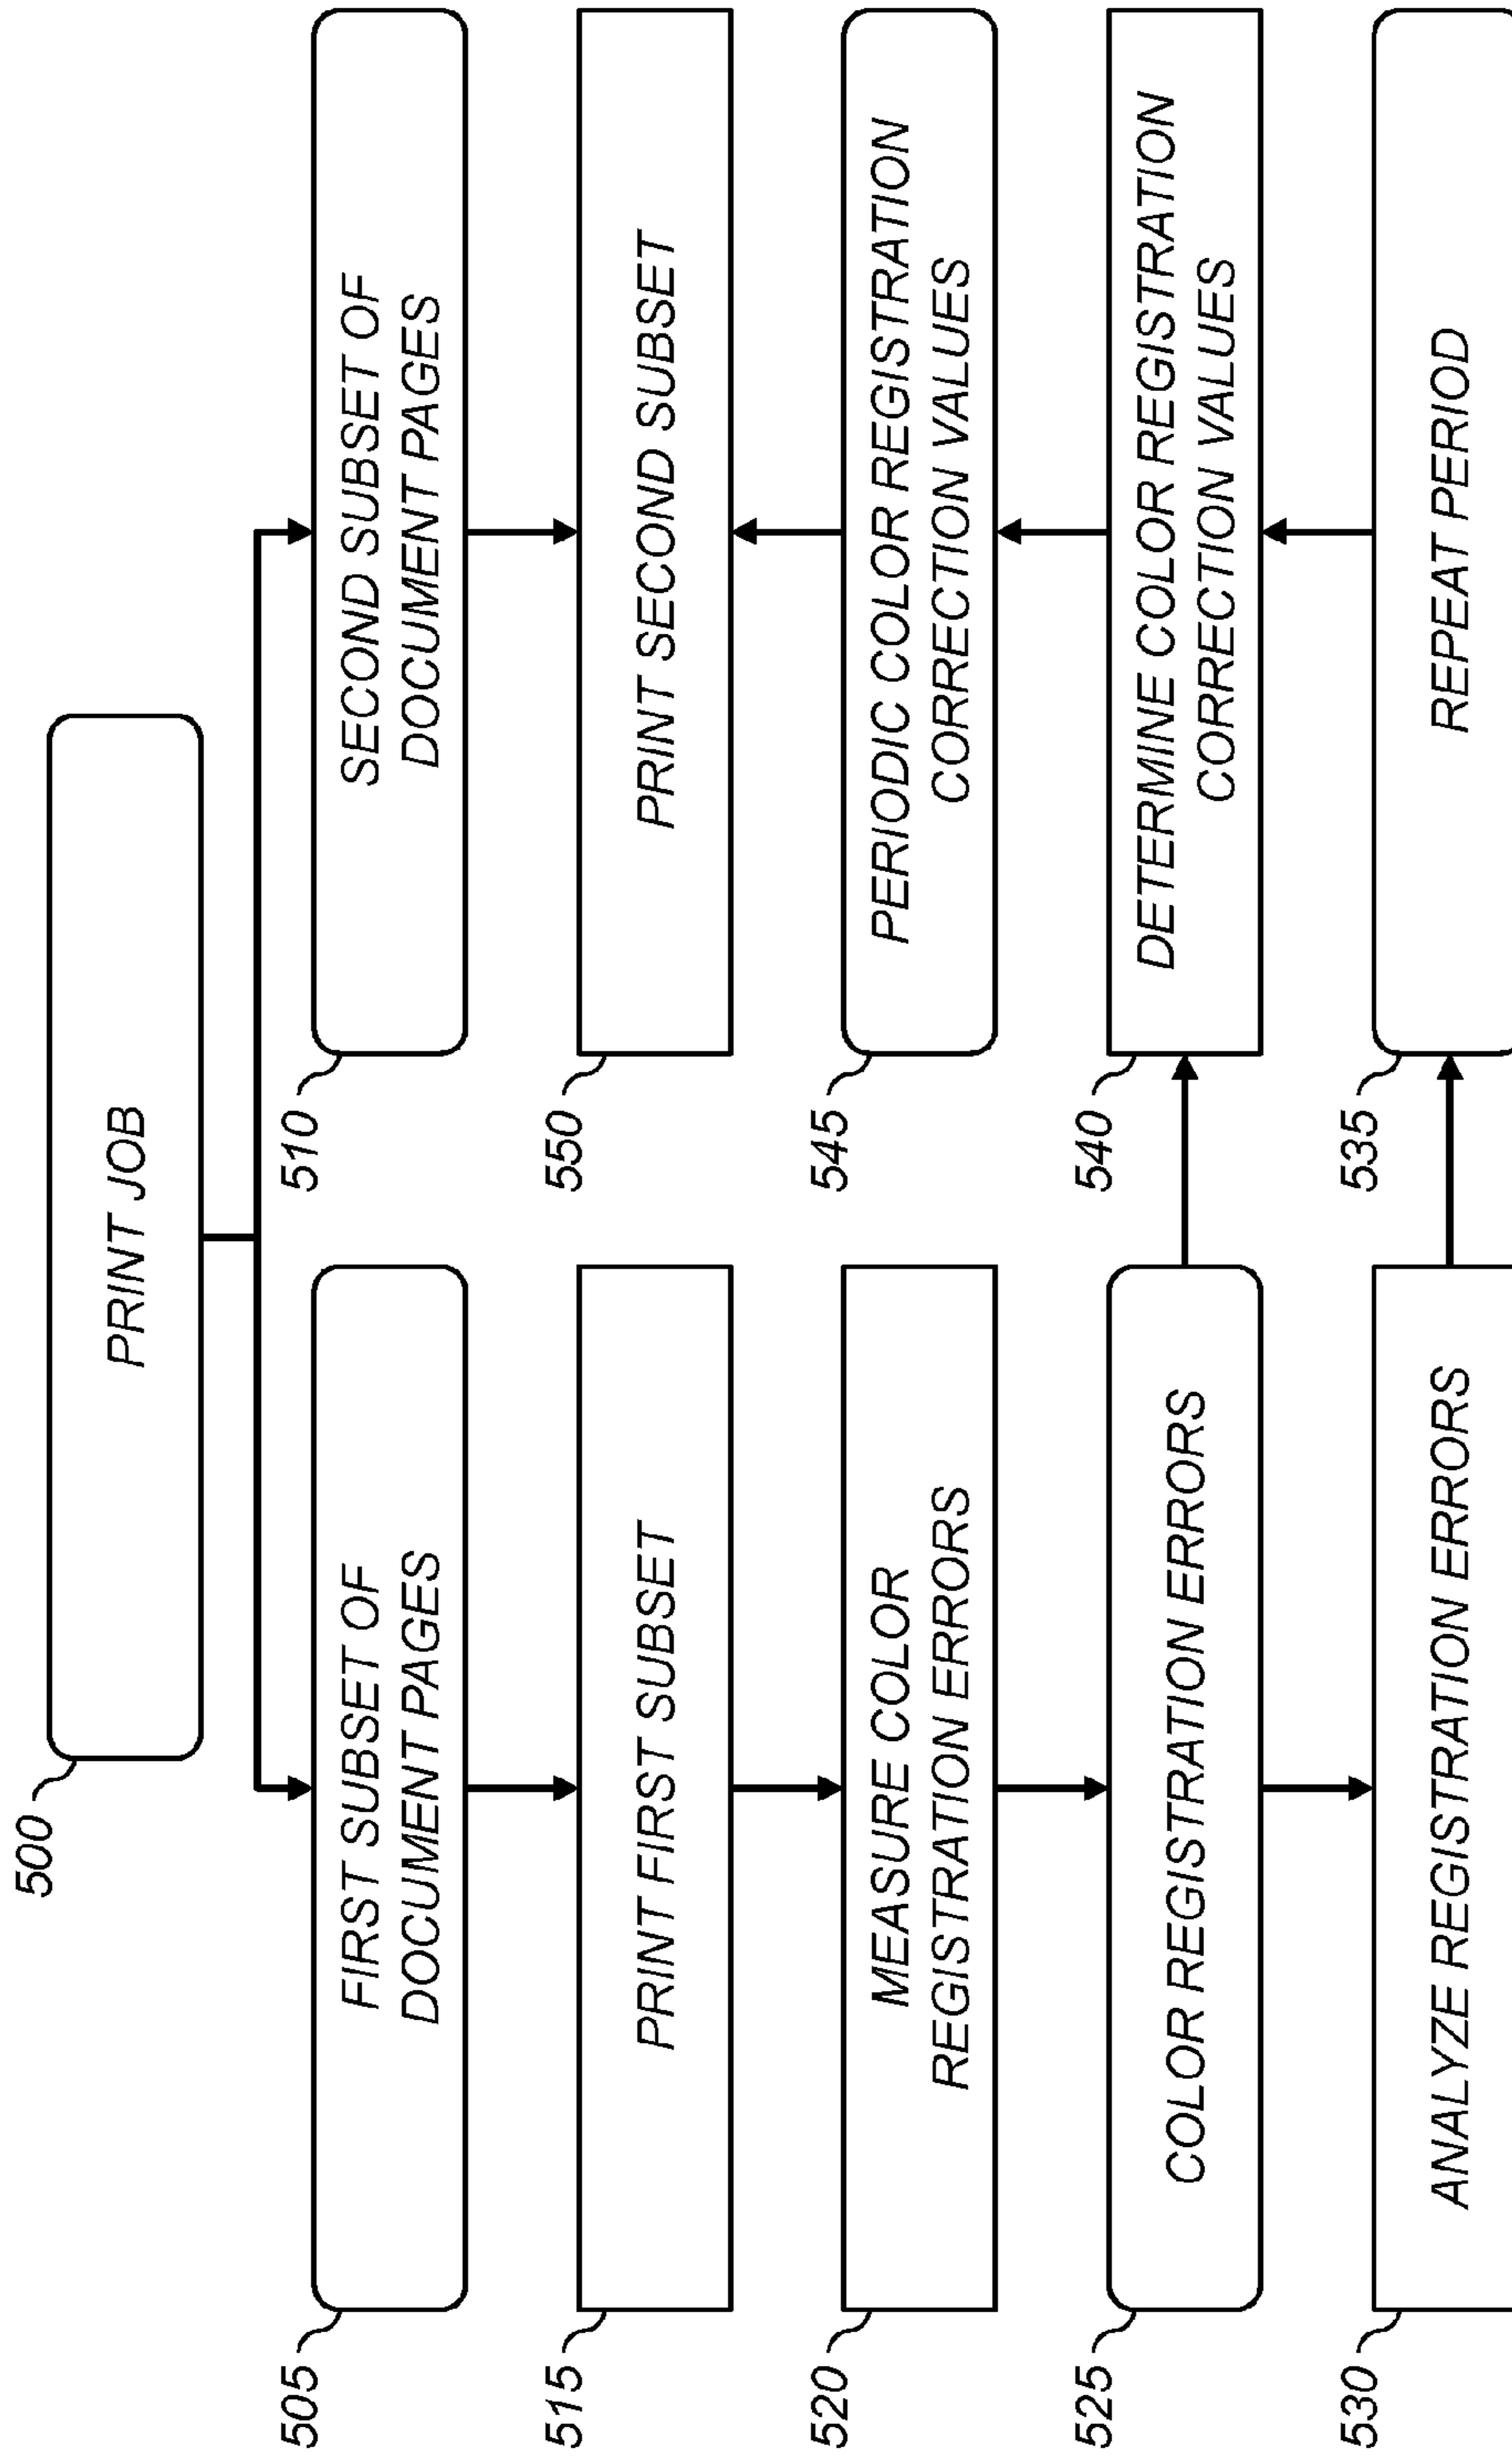 500
PRINT JOB
505
FIRST SUBSET OF
DOCUMENT PAGES
510
SECOND SUBSET OF
DOCUMENT PAGES
515
PRINT FIRST SUBSET
550
PRINT SECOND SUBSET
520
MEASURE COLOR
REGISTRATION ERRORS
545
PERIODIC COLOR REGISTRATION
CORRECTION VALUES
525
COLOR REGISTRATION ERRORS
540
DETERMINE COLOR REGISTRATION
CORRECTION VALUES
530
ANALYZE REGISTRATION ERRORS
535
REPEAT PERIOD